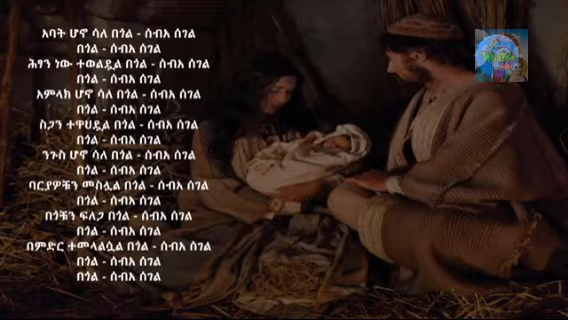 አባት ሆኖ ሳለ በጎል - ሰብአ ሰገል
በጎል - ሰብአ ሰገል
ሕፃን ነው ተወልዷል በጎል - ሰብአ ሰገል
በጎል - ሰብአ ሰገል
አምላክ ሆኖ ሳለ በጎል - ሰብአ ሰገል
በጎል - ሰብአ ሰገል
ስጋን ተዋህዷል በጎል - ሰብአ ሰገል
በጎል - ሰብአ ሰገል
ንጉስ ሆኖ ሳለ በጎል - ሰብአ ሰገል
በጎል - ሰብአ ሰገል
ባርያዎቹን መስሏል በጎል - ሰብአ ሰገል
በጎል - ሰብአ ሰገል
በጎቹን ፍለጋ በጎል - ሰብአ ሰገል
በጎል - ሰብአ ሰገል
በምድር ተመላልሷል በጎል - ሰብአ ሰገል
በጎል - ሰብአ ሰገል
በጎል - ሰብአ ሰገል